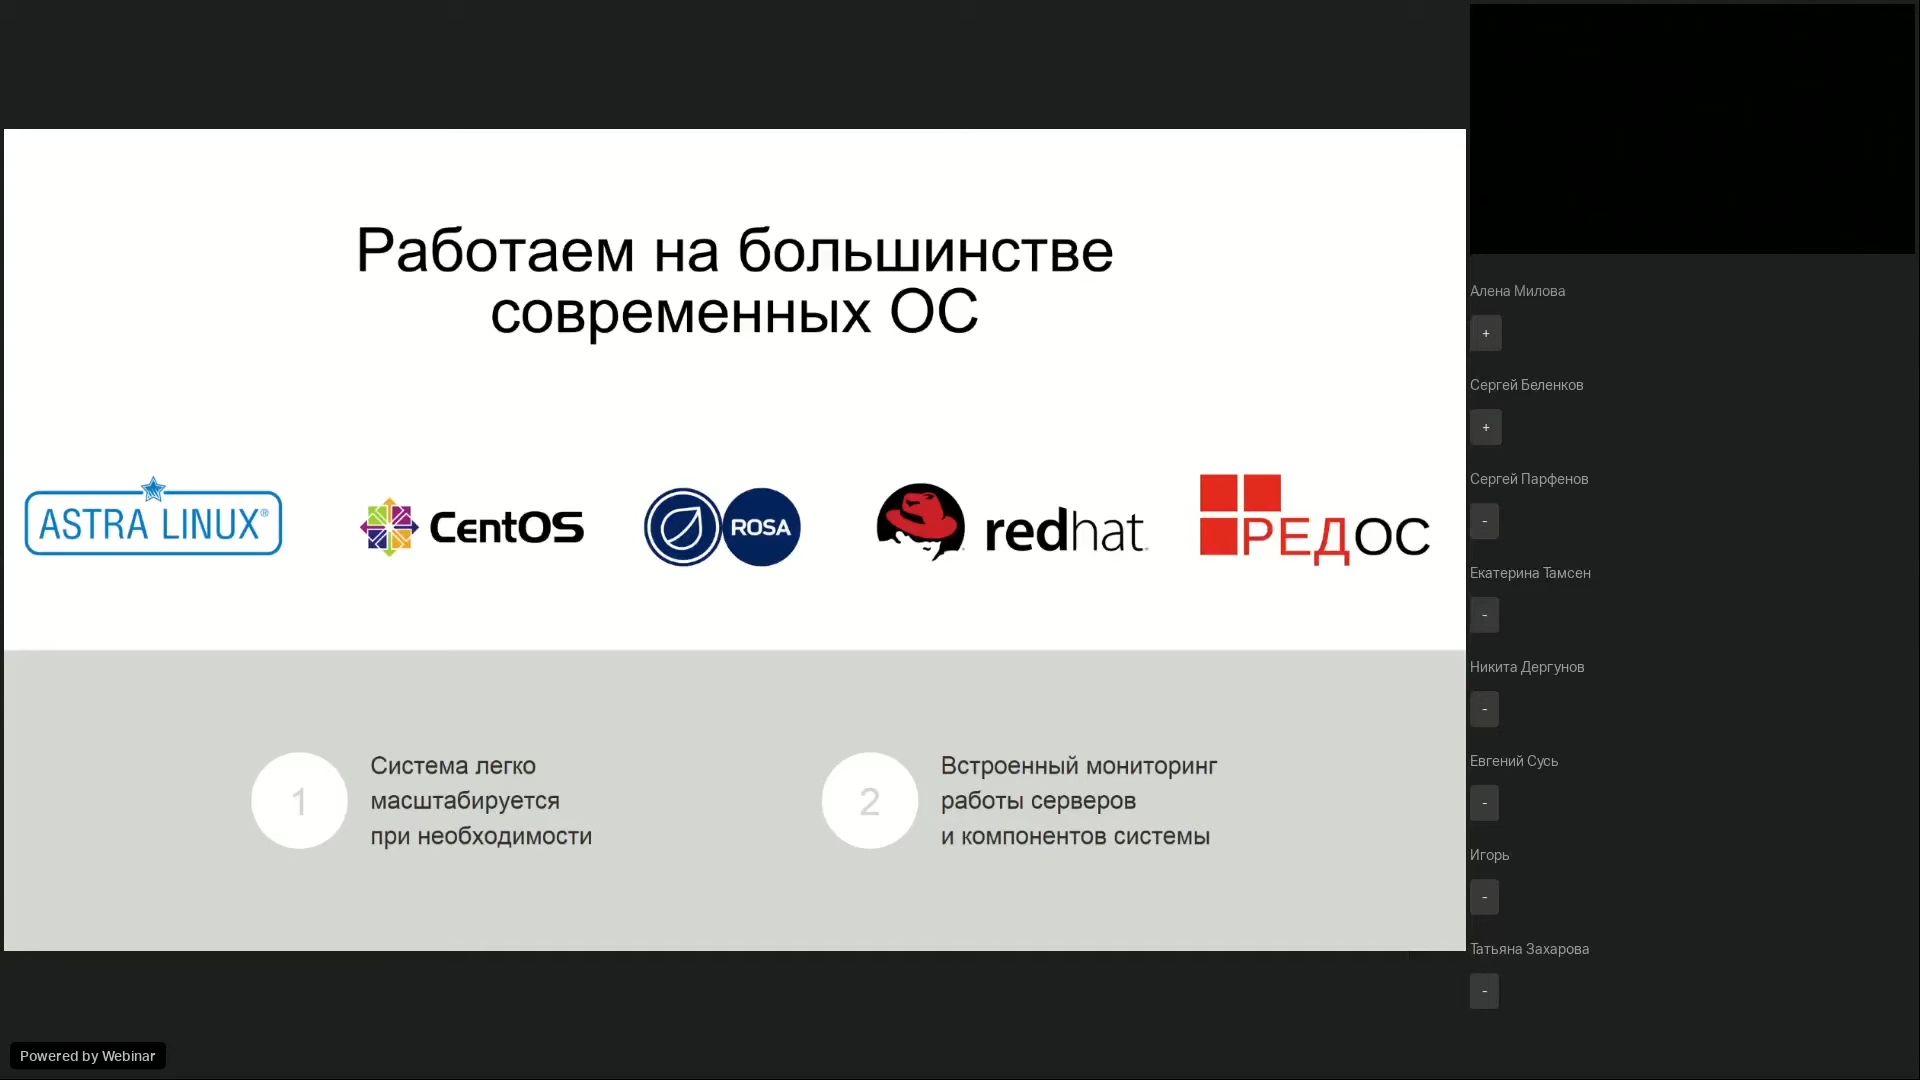 Работаем на большинстве
современных ОС
ASTRA LINUX®
CentOS
ROSA
redhat
РЕДОС
1
Система легко
масштабируется
при необходимости
2
Встроенный мониторинг
работы серверов
и компонентов системы
Алена Милова
+
Сергей Беленков
+
Сергей Парфенов
-
Екатерина Тамсен
-
Никита Дергунов
-
Евгений Сусь
-
Игорь
-
Татьяна Захарова
-
Powered by Webinar